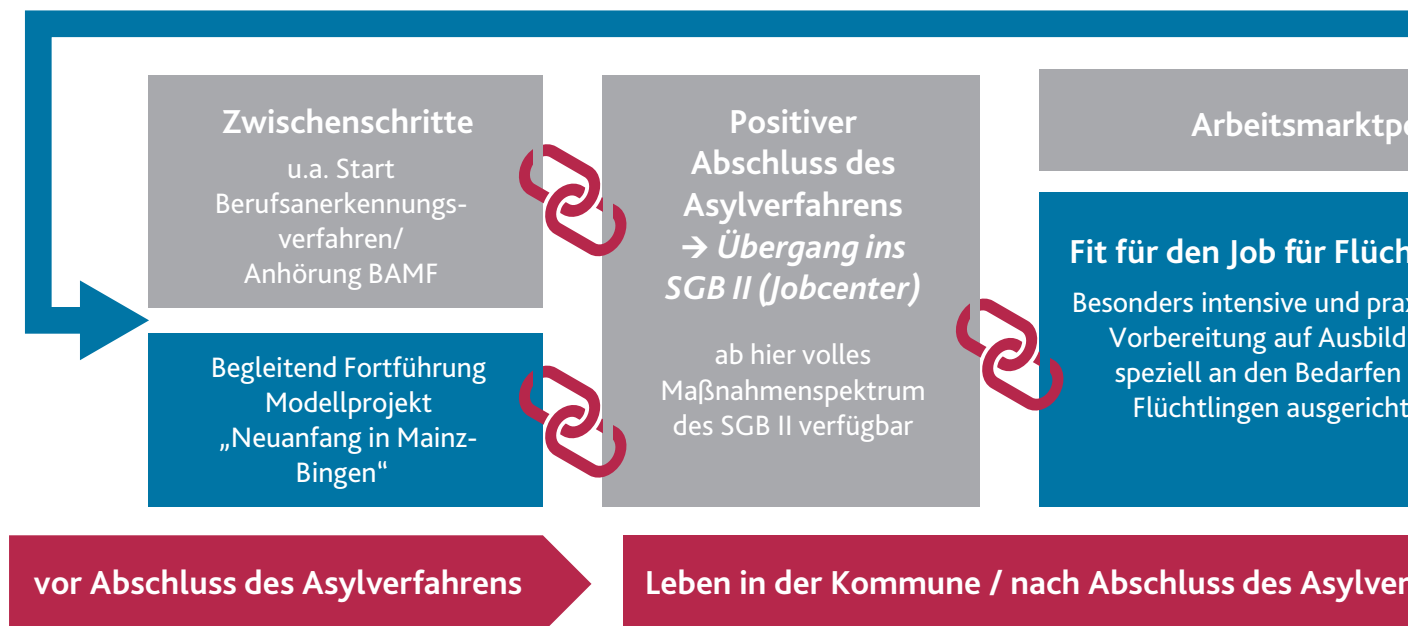 Zwischenschritte
u.a. Start
Berufsanerkennungs-
verfahren/
Anhörung BAMF
Begleitend Fortführung
Modellprojekt
„Neuanfang in Mainz-
Bingen“
Positiver
Abschluss des
Asylverfahrens
→ Übergang ins
SGB II (Jobcenter)
ab hier volles
Maßnahmenspektrum
des SGB II verfügbar
Arbeitsmarktpo
Fit für den Job für Flüch
Besonders intensive und prax
Vorbereitung auf Ausbild
speziell an den Bedarfen
Flüchtlingen ausgericht
vor Abschluss des Asylverfahrens
Leben in der Kommune / nach Abschluss des Asylver